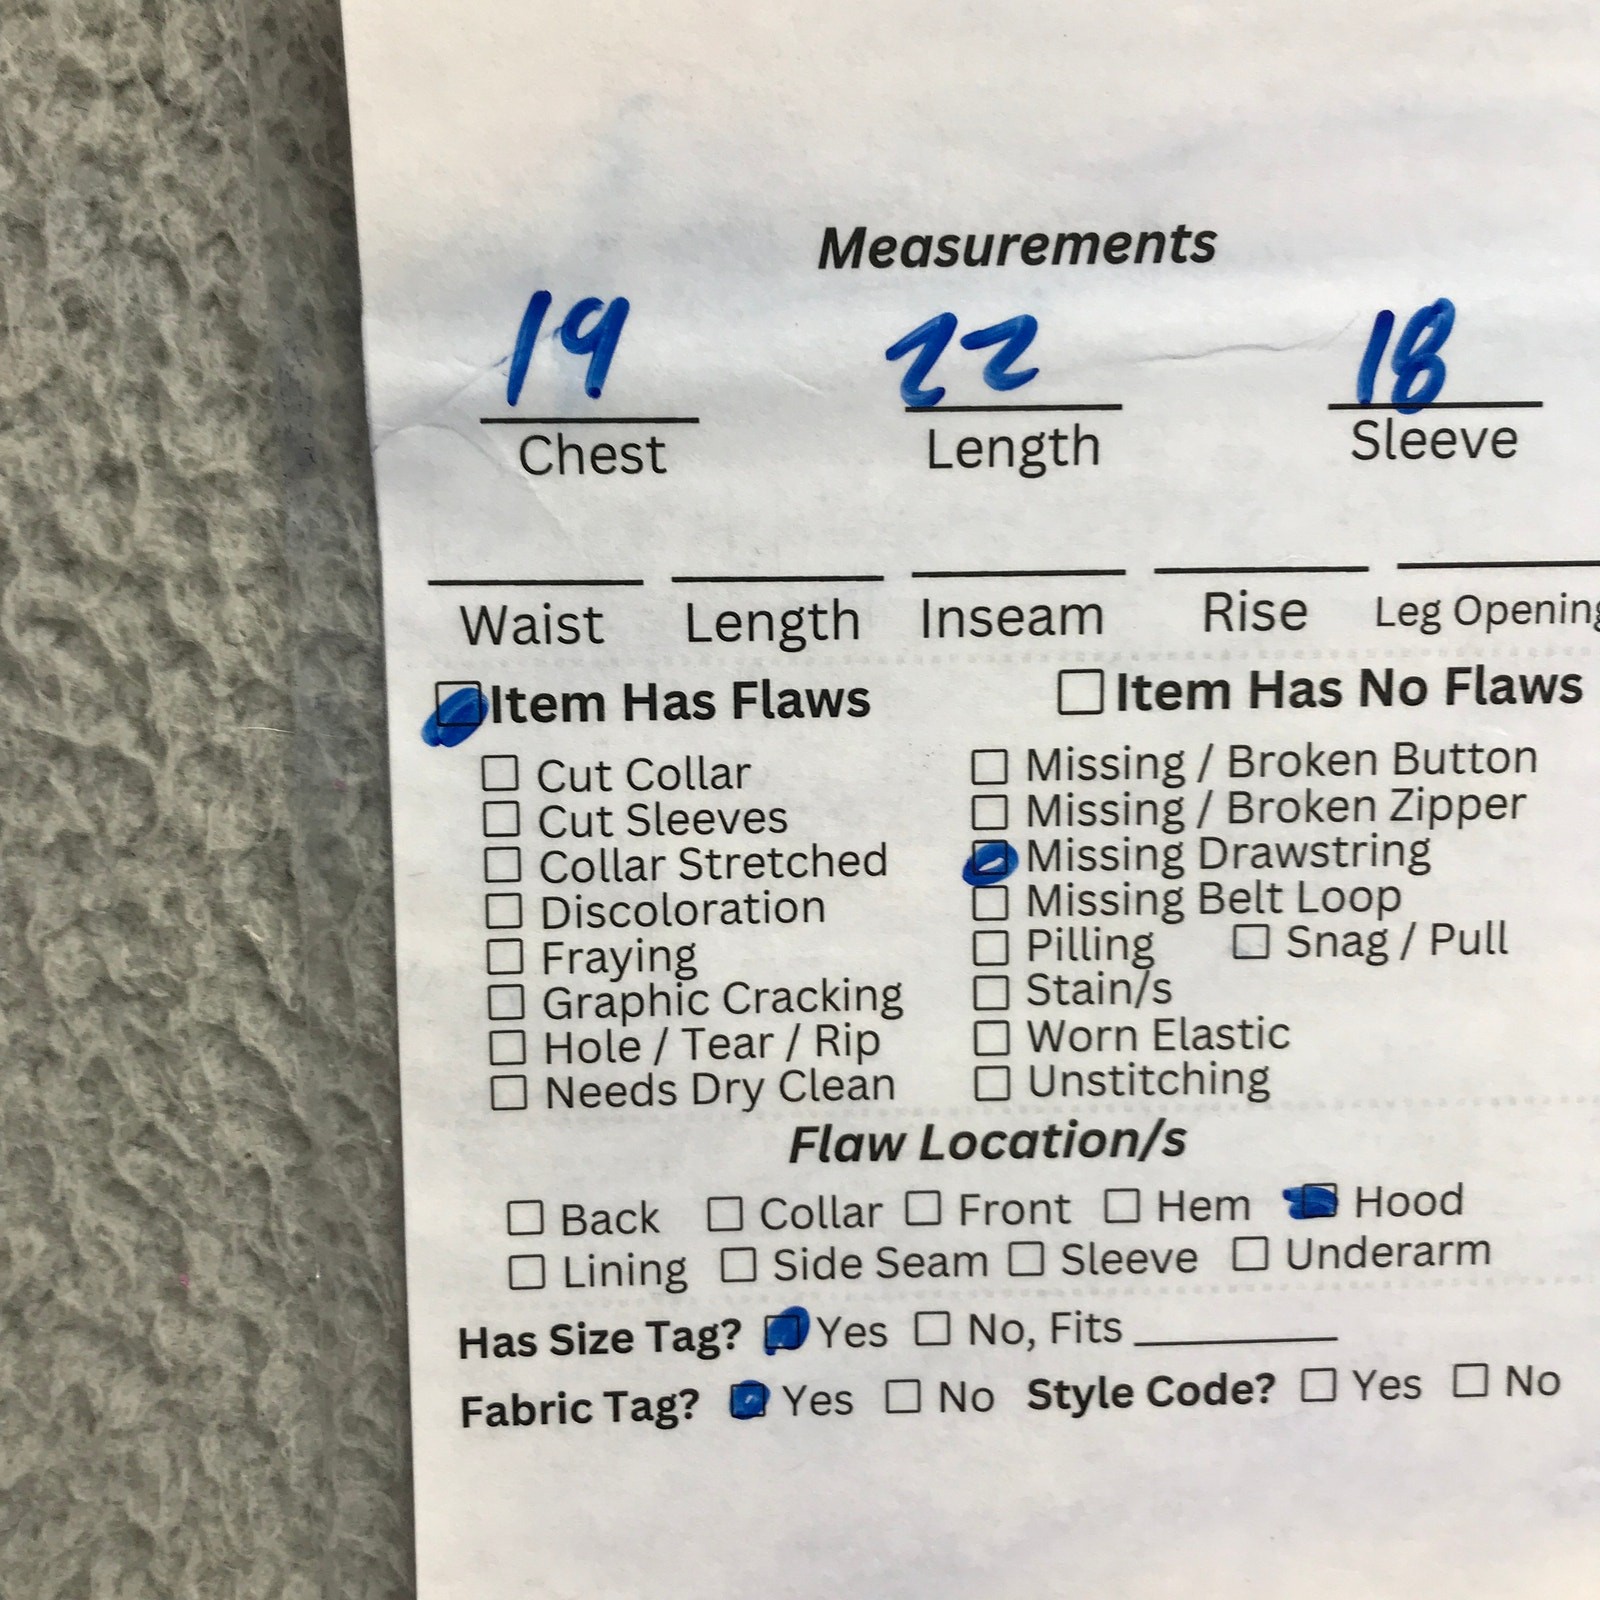 Measurements
19 22 18
Chest Length Sleeve
Waist Length Inseam Rise Leg Opening
Item Has Flaws Item Has No Flaws
Cut Collar Missing / Broken Button
Cut Sleeves Missing / Broken Zipper
Collar Stretched Missing Drawstring
Discoloration Missing Belt Loop
Fraying Pilling Snag / Pull
Graphic Cracking Stain/s
Hole / Tear / Rip Worn Elastic
Needs Dry Clean Unstitching
Flaw Location/s
Back Collar Front Hem Hood
Lining Side Seam Sleeve Underarm
Has Size Tag? Yes No, Fits
Fabric Tag? Yes No Style Code? Yes No